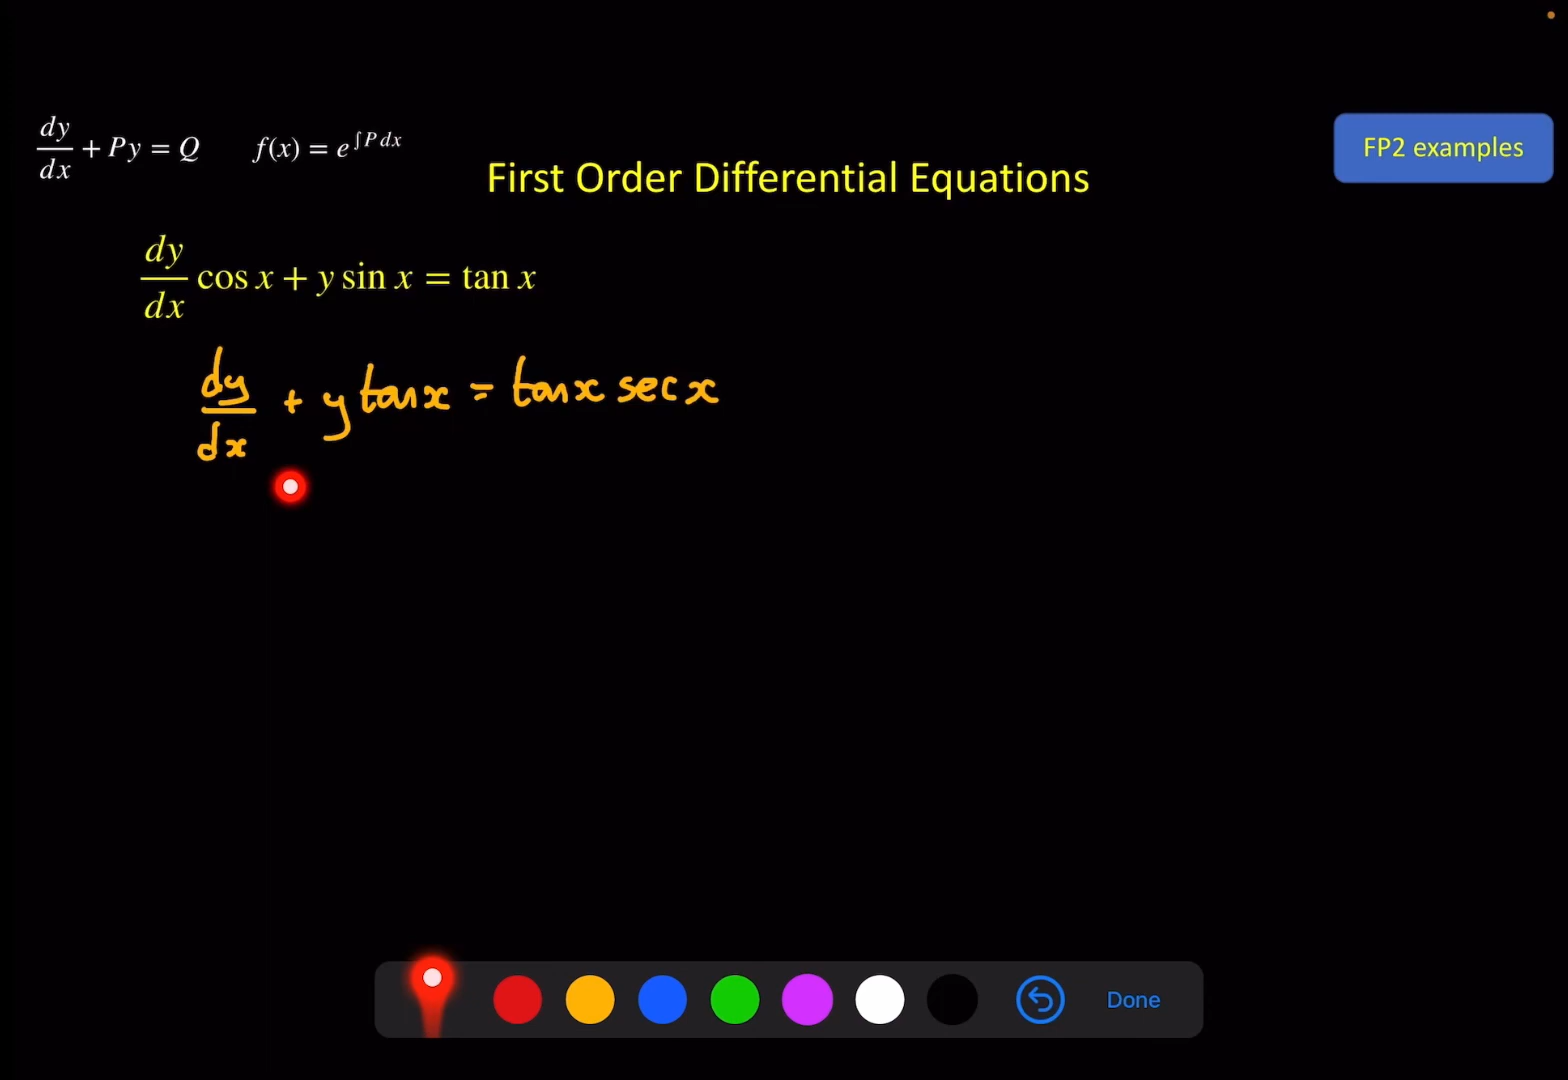 dy/dx + Py = Q   f(x) = e^{∫P dx}
FP2 examples
First Order Differential Equations
dy/dx cos x + y sin x = tan x
dy/dx + y tan x = tan x sec x
Done